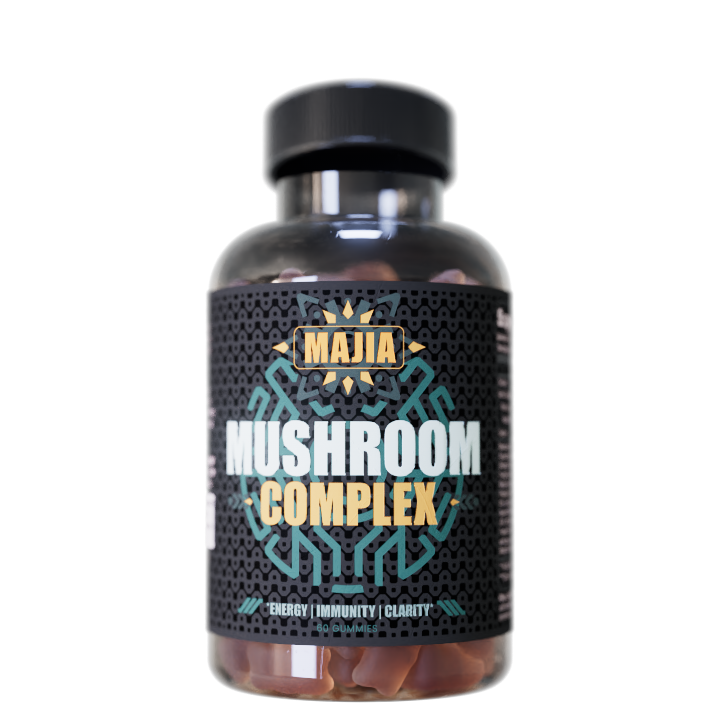 MAJIA
MUSHROOM
COMPLEX
*ENERGY | IMMUNITY | CLARITY*
60 GUMMIES